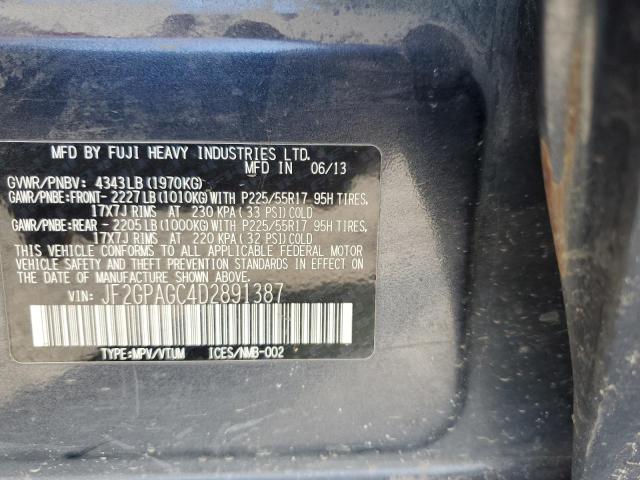 MFD BY FUJI HEAVY INDUSTRIES LTD.
MFD IN 06/13
GVWR/PNBV: 4343LB (1970KG)
GAWR/PNBE:FRONT- 2227LB (1010KG) WITH P225/55R17 95H TIRES,
17X7J RIMS AT 230 KPA (33 PSI) COLD
GAWR/PNBE:REAR -2205LB (1000KG) WITH P225/55R17 95H TIRES,
17X7J RIMS AT 220 KPA (32 PSI) COLD
THIS VEHICLE CONFORMS TO ALL APPLICABLE FEDERAL MOTOR
VEHICLE SAFETY AND THEFT PREVENTION STANDARDS IN EFFECT ON
THE DATE OF MANUFACTURE SHOWN ABOVE.
VIN: JF2GPAGC4D2891387
TYPE:MPV/VTUM ICES/NMB-002